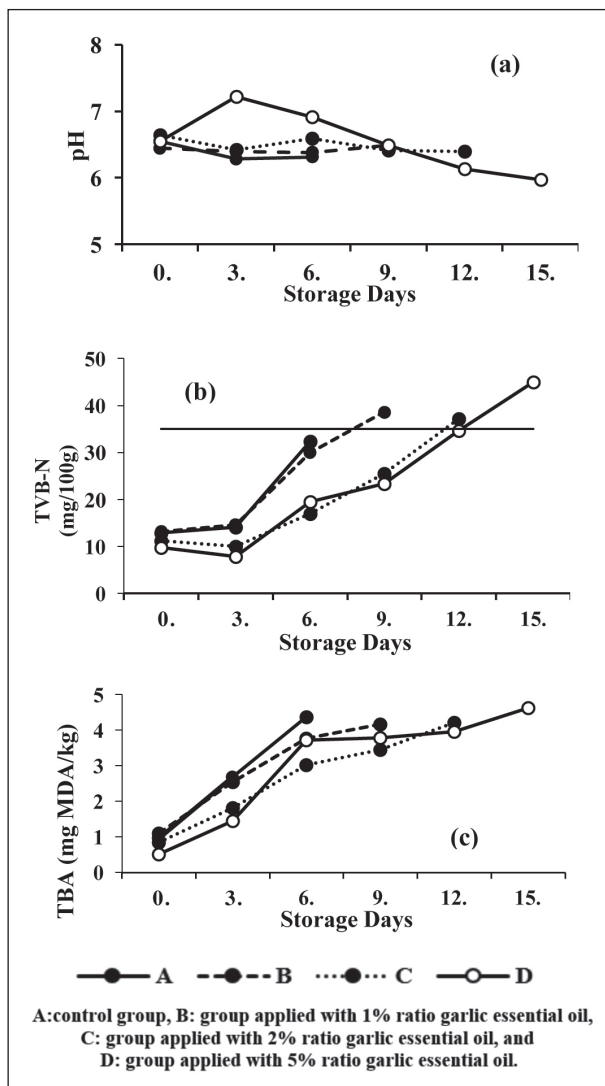 (a)
8
7
6
5
pH
0. 3. 6. 9. 12. 15.
Storage Days
(b)
50
40
30
20
10
0
TVB-N
(mg/100g)
0. 3. 6. 9. 12. 15.
Storage Days
5
4
3
2
1
0
TBA (mg MDA/kg)
(c)
0. 3. 6. 9. 12. 15.
Storage Days
A B C D
A:control group, B: group applied with 1% ratio garlic essential oil,
C: group applied with 2% ratio garlic essential oil, and
D: group applied with 5% ratio garlic essential oil.